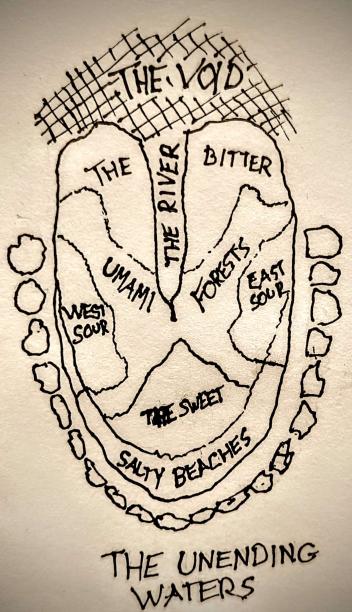 THE VOID
THE BITTER
THE RIVER
UMAMI FORESTS
WEST
SOUR
EAST
SOUR
THE SWEET
SALTY BEACHES
THE UNENDING
WATERS